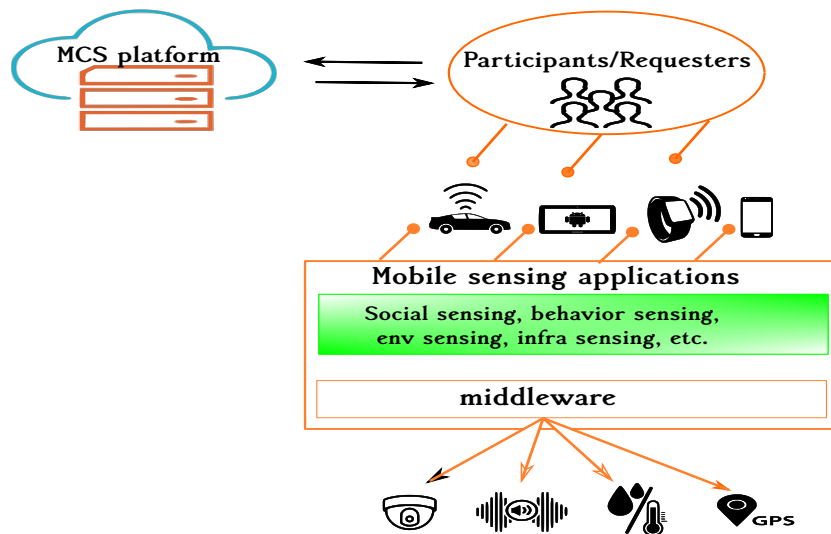 MCS platform
Participants/Requesters
Mobile sensing applications
Social sensing, behavior sensing,
env sensing, infra sensing, etc.
middleware
GPS